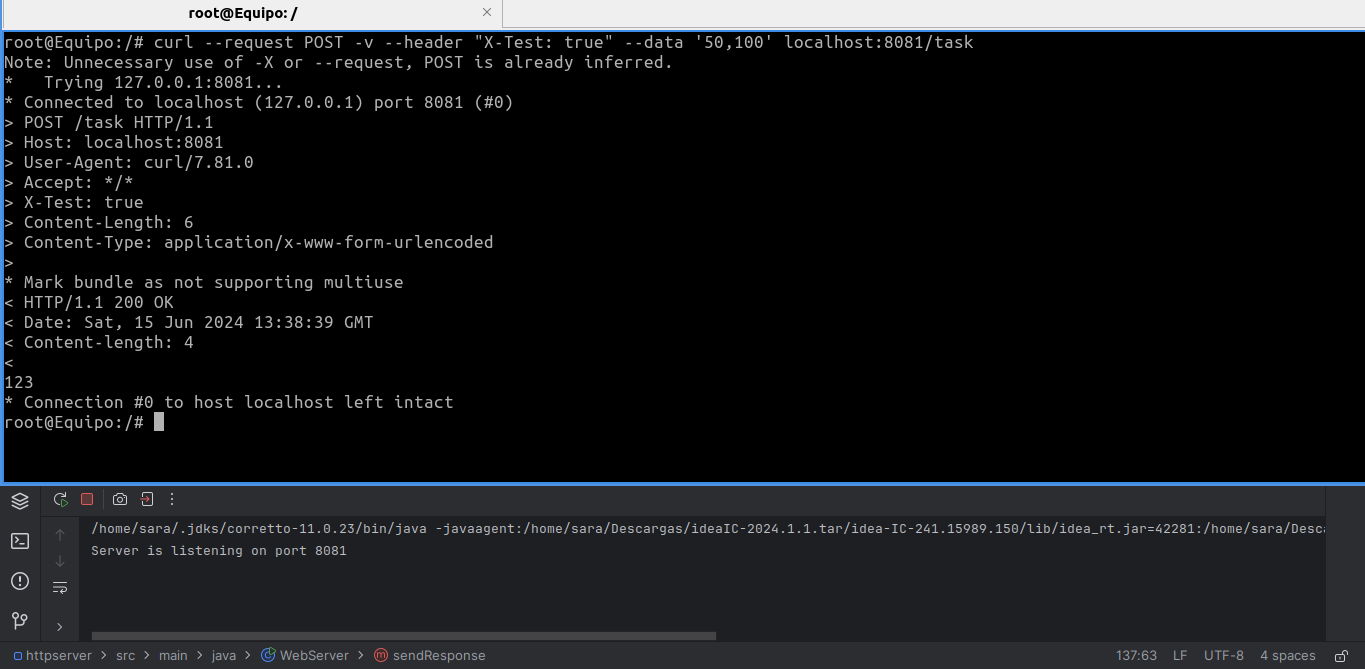 root@Equipo: /
root@Equipo:/# curl --request POST -v --header "X-Test: true" --data '50,100' localhost:8081/task
Note: Unnecessary use of -X or --request, POST is already inferred.
*   Trying 127.0.0.1:8081...
* Connected to localhost (127.0.0.1) port 8081 (#0)
> POST /task HTTP/1.1
> Host: localhost:8081
> User-Agent: curl/7.81.0
> Accept: */*
> X-Test: true
> Content-Length: 6
> Content-Type: application/x-www-form-urlencoded
>
* Mark bundle as not supporting multiuse
< HTTP/1.1 200 OK
< Date: Sat, 15 Jun 2024 13:38:39 GMT
< Content-length: 4
<
123
* Connection #0 to host localhost left intact
root@Equipo:/#
/home/sara/.jdks/corretto-11.0.23/bin/java -javaagent:/home/sara/Descargas/ideaIC-2024.1.1.tar/idea-IC-241.15989.150/lib/idea_rt.jar=42281:/home/sara/Desca
Server is listening on port 8081
httpserver > src > main > java > WebServer > sendResponse 137:63 LF UTF-8 4 spaces